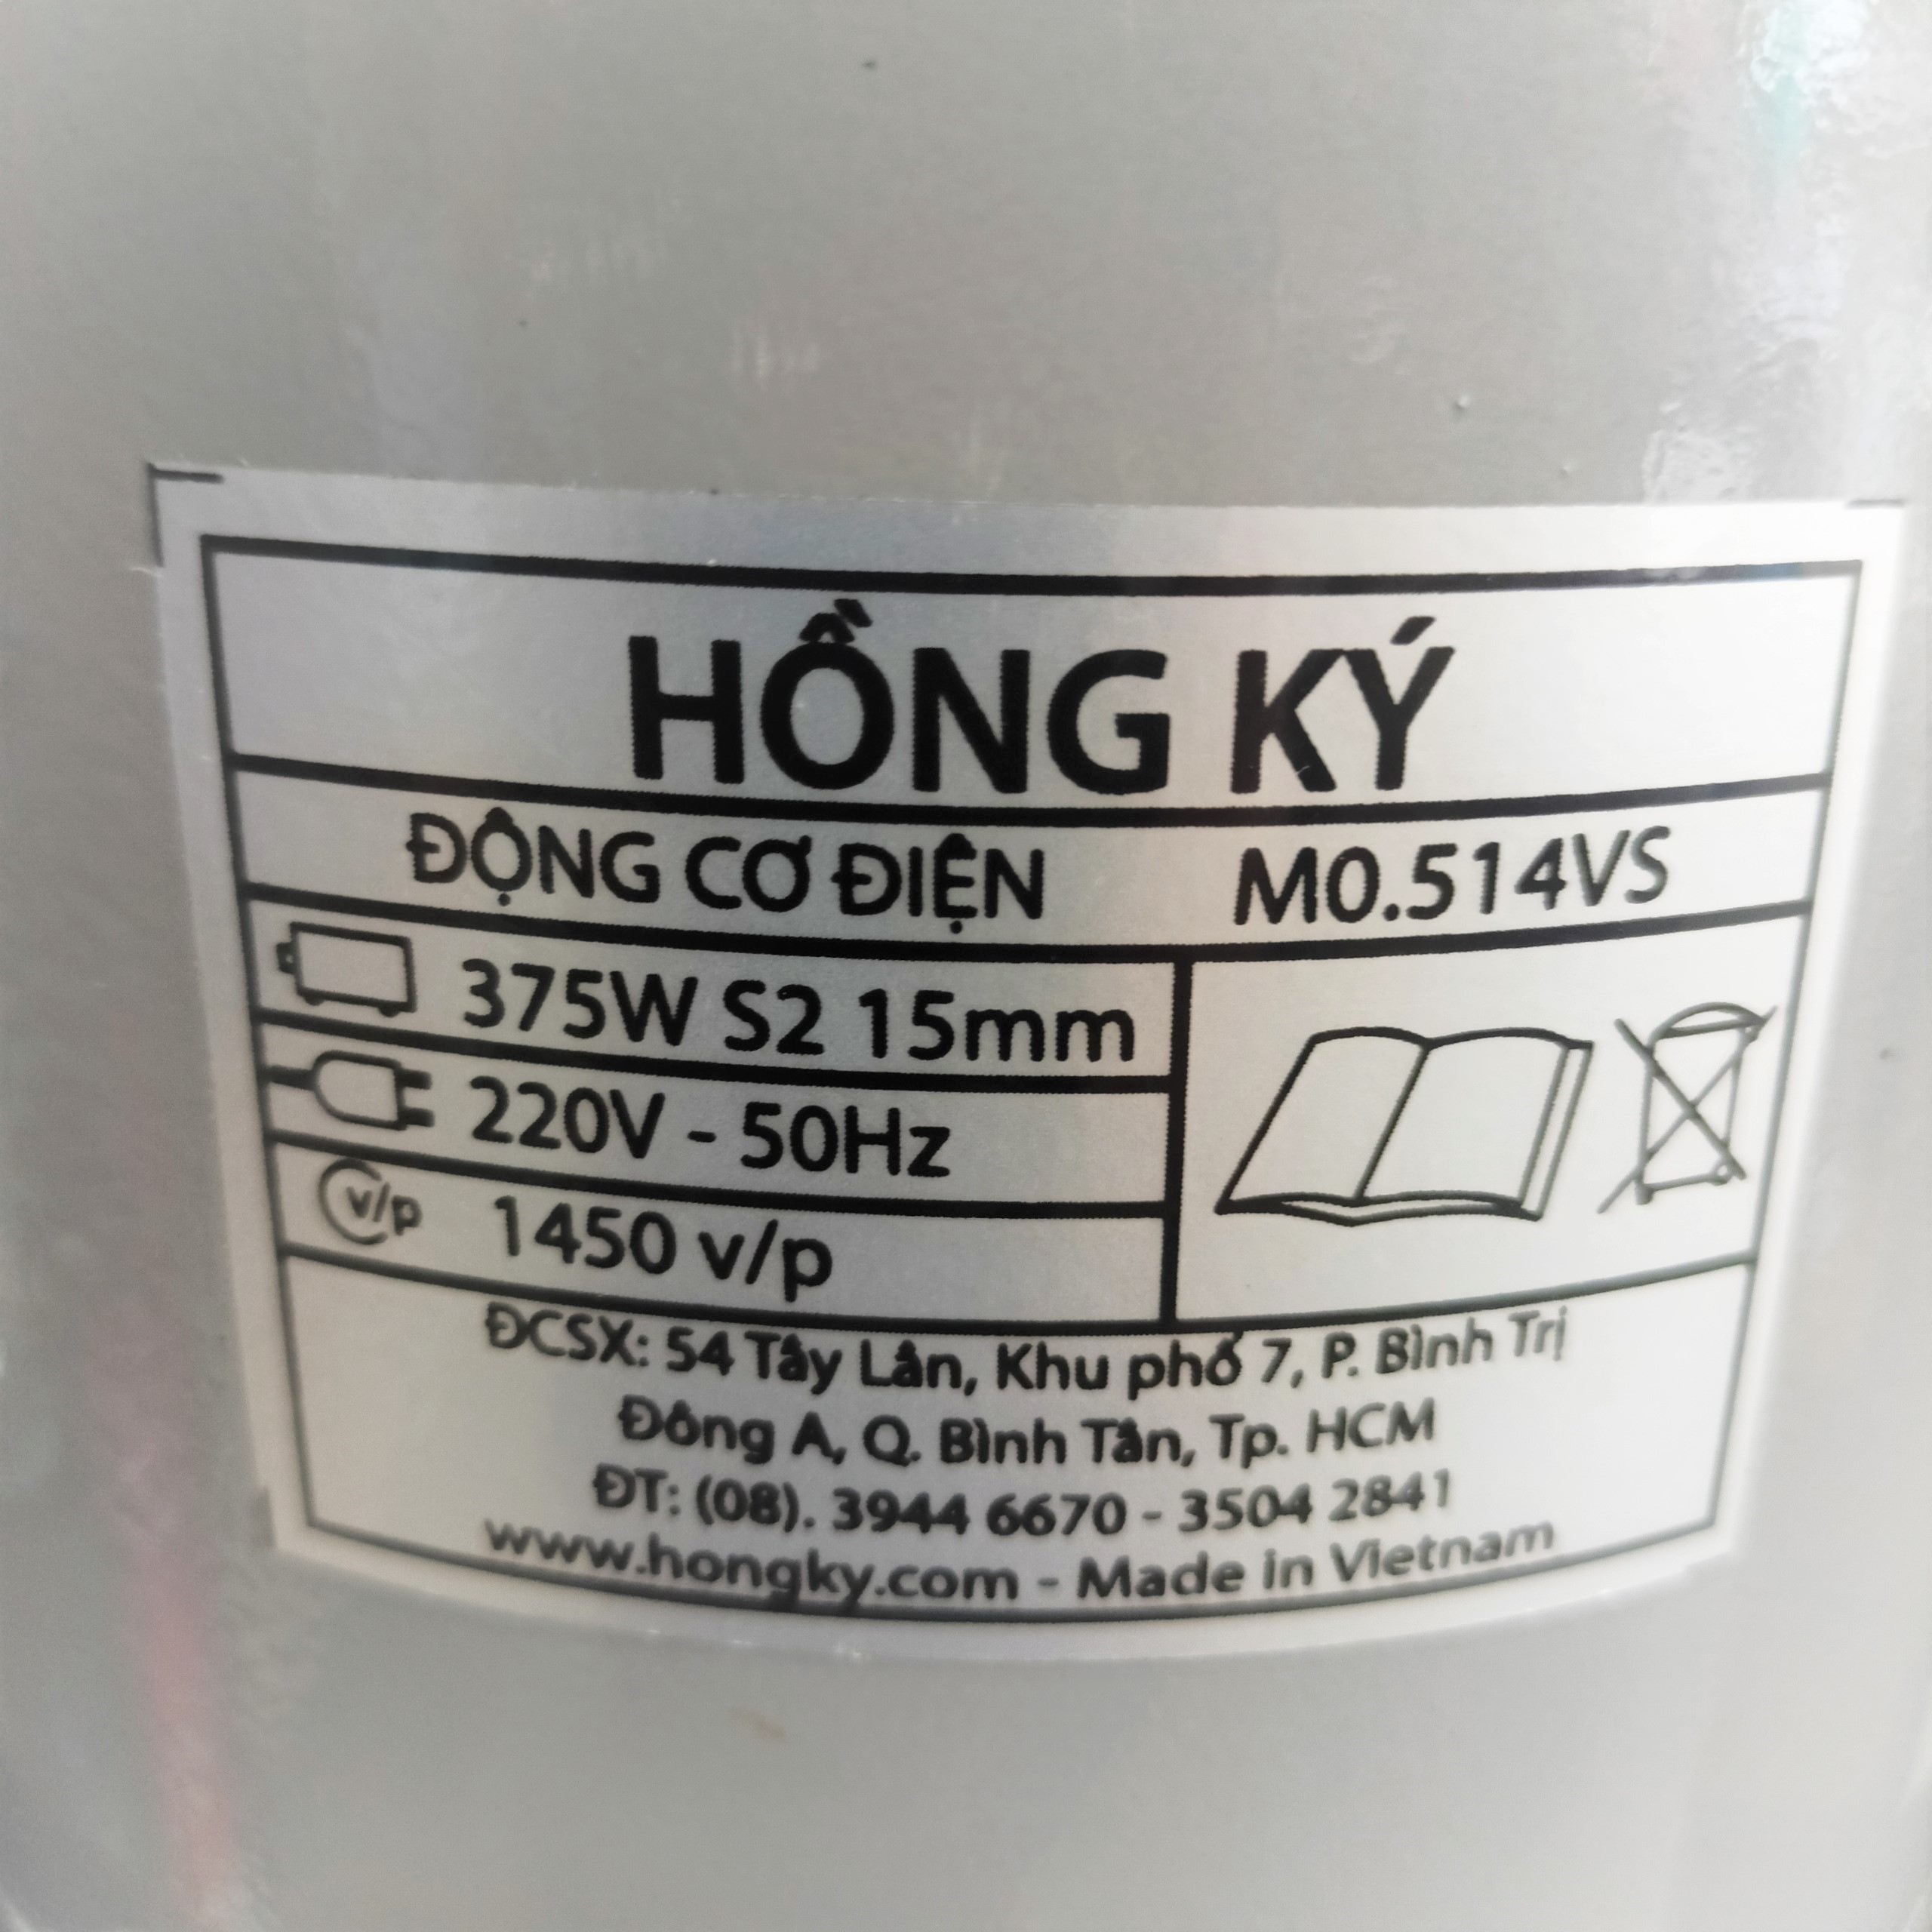 HỒNG KÝ
ĐỘNG CƠ ĐIỆN M0.514VS
375W S2 15mm
220V - 50Hz
v/p 1450 v/p
ĐCSX: 54 Tây Lân, Khu phố 7, P. Bình Trị
Đông A, Q. Bình Tân, Tp. HCM
ĐT: (08). 3944 6670 - 3504 2841
www.hongky.com - Made in Vietnam